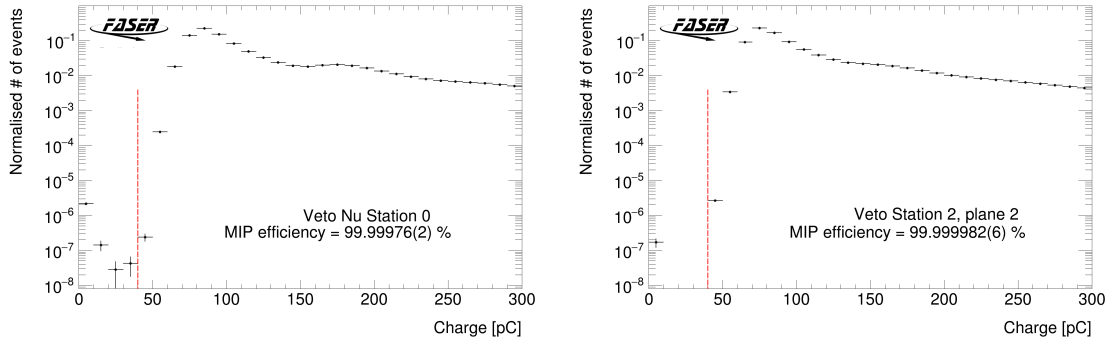 Normalised # of events
FASER
10⁻¹
10⁻²
10⁻³
10⁻⁴
10⁻⁵
10⁻⁶
10⁻⁷
10⁻⁸
Veto Nu Station 0
MIP efficiency = 99.99976(2) %
0 50 100 150 200 250 300
Charge [pC]
Normalised # of events
FASER
10⁻¹
10⁻²
10⁻³
10⁻⁴
10⁻⁵
10⁻⁶
10⁻⁷
10⁻⁸
Veto Station 2, plane 2
MIP efficiency = 99.999982(6) %
0 50 100 150 200 250 300
Charge [pC]